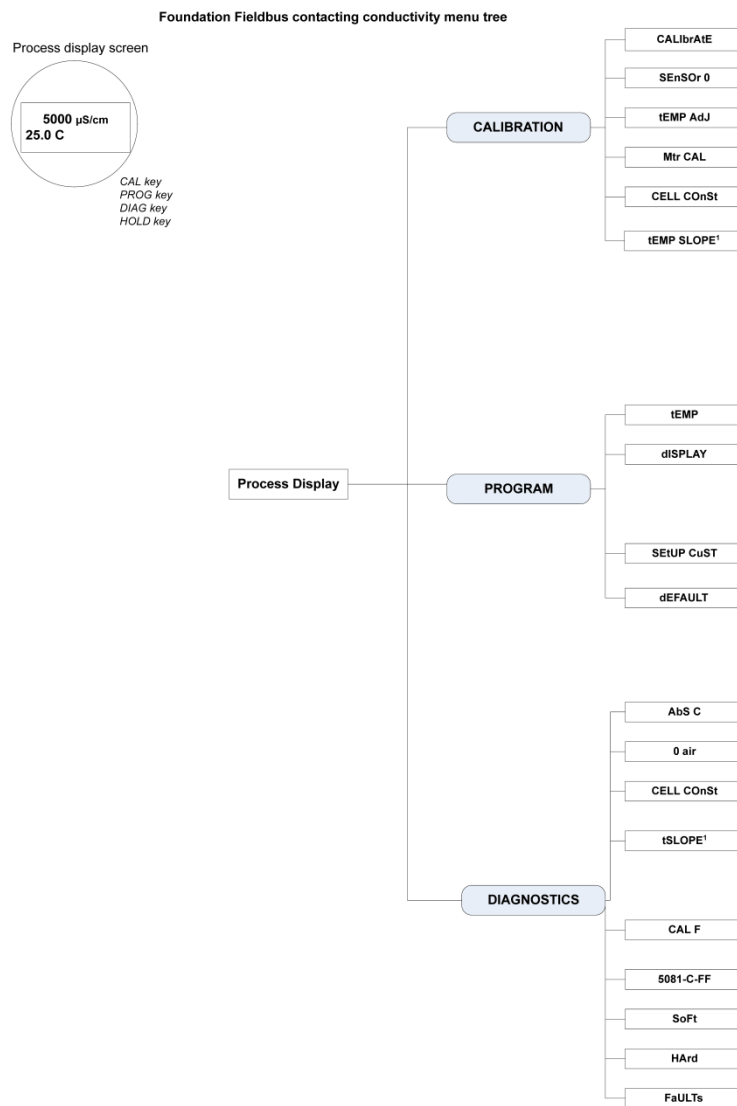 Foundation Fieldbus contacting conductivity menu tree
Process display screen
5000 µS/cm
25.0 C
CAL key
PROG key
DIAG key
HOLD key
Process Display
CALIBRATION
CALIbrAtE
SEnSOr 0
tEMP AdJ
Mtr CAL
CELL COnSt
tEMP SLOPE¹
PROGRAM
tEMP
dISPLAY
SEtUP CuST
dEFAULT
DIAGNOSTICS
AbS C
0 air
CELL COnSt
tSLOPE¹
CAL F
5081-C-FF
SoFt
HArd
FaULTs